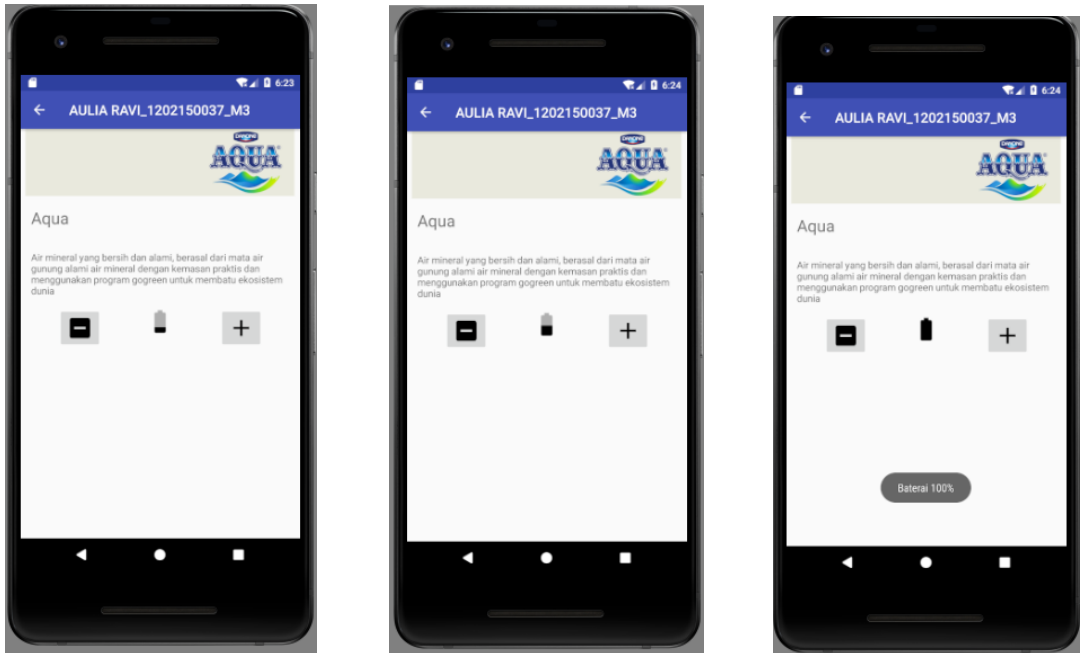 6:23
AULIA RAVI_1202150037_M3
DANONE
AQUA
Aqua
Air mineral yang bersih dan alami, berasal dari mata air
gunung alami air mineral dengan kemasan praktis dan
menggunakan program gogreen untuk membatu ekosistem
dunia
6:24
AULIA RAVI_1202150037_M3
DANONE
AQUA
Aqua
Air mineral yang bersih dan alami, berasal dari mata air
gunung alami air mineral dengan kemasan praktis dan
menggunakan program gogreen untuk membatu ekosistem
dunia
6:24
AULIA RAVI_1202150037_M3
DANONE
AQUA
Aqua
Air mineral yang bersih dan alami, berasal dari mata air
gunung alami air mineral dengan kemasan praktis dan
menggunakan program gogreen untuk membatu ekosistem
dunia
Baterai 100%